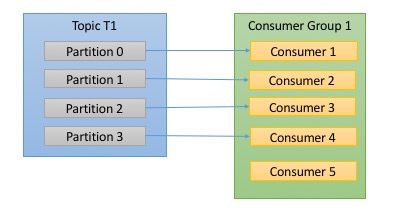 Topic T1
Partition 0
Partition 1
Partition 2
Partition 3
Consumer Group 1
Consumer 1
Consumer 2
Consumer 3
Consumer 4
Consumer 5